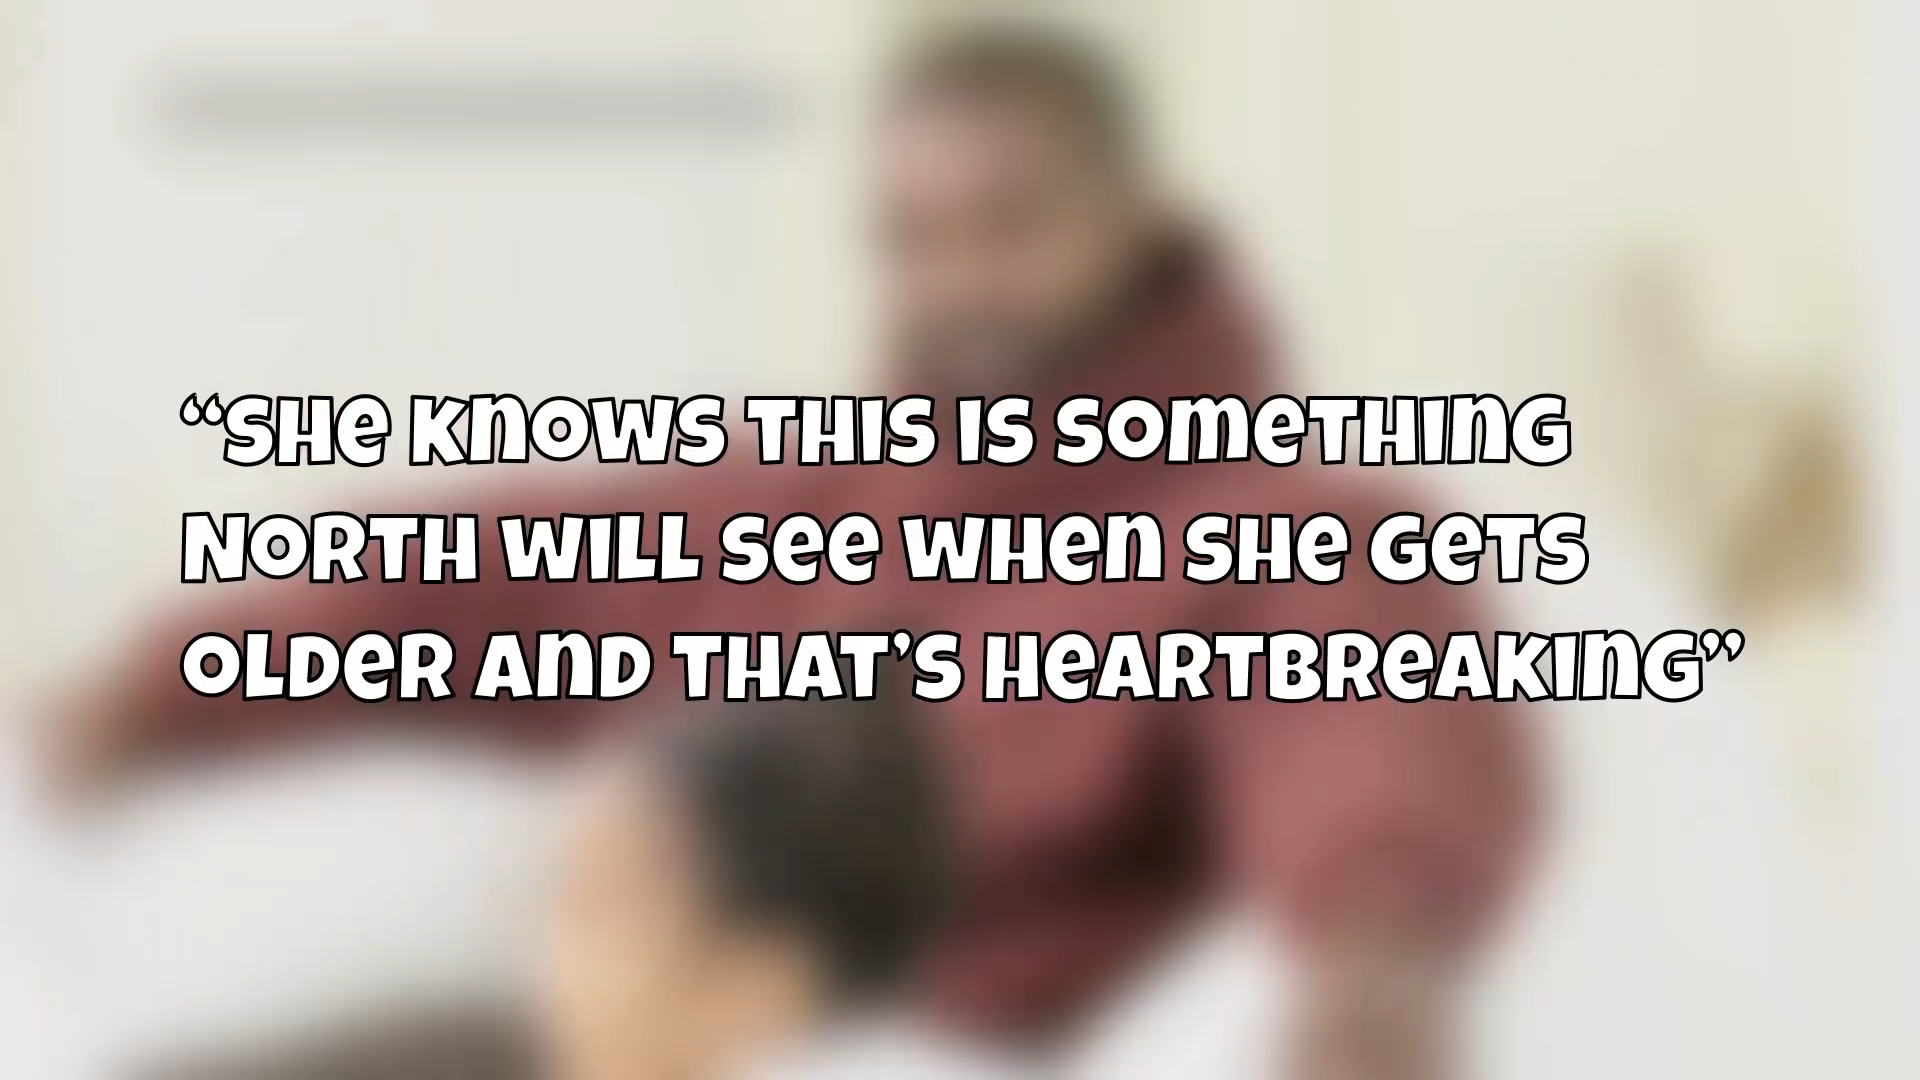 “She knows this is something
North will see when she gets
older and that’s heartbreaking”